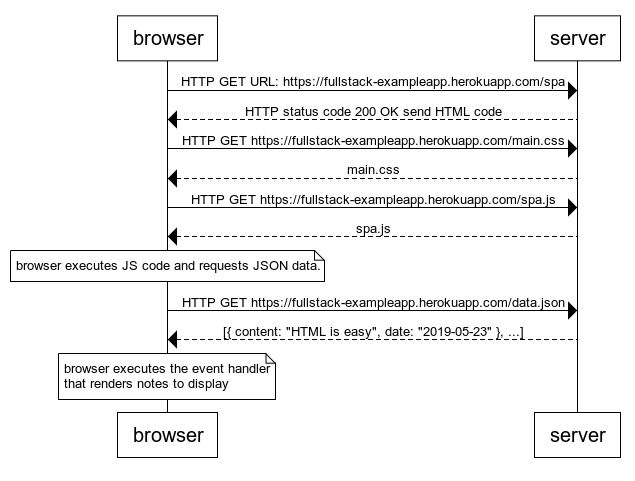 browser server
HTTP GET URL: https://fullstack-exampleapp.herokuapp.com/spa
HTTP status code 200 OK send HTML code
HTTP GET https://fullstack-exampleapp.herokuapp.com/main.css
main.css
HTTP GET https://fullstack-exampleapp.herokuapp.com/spa.js
spa.js
browser executes JS code and requests JSON data.
HTTP GET https://fullstack-exampleapp.herokuapp.com/data.json
[{ content: "HTML is easy", date: "2019-05-23" }, ...]
browser executes the event handler
that renders notes to display
browser server